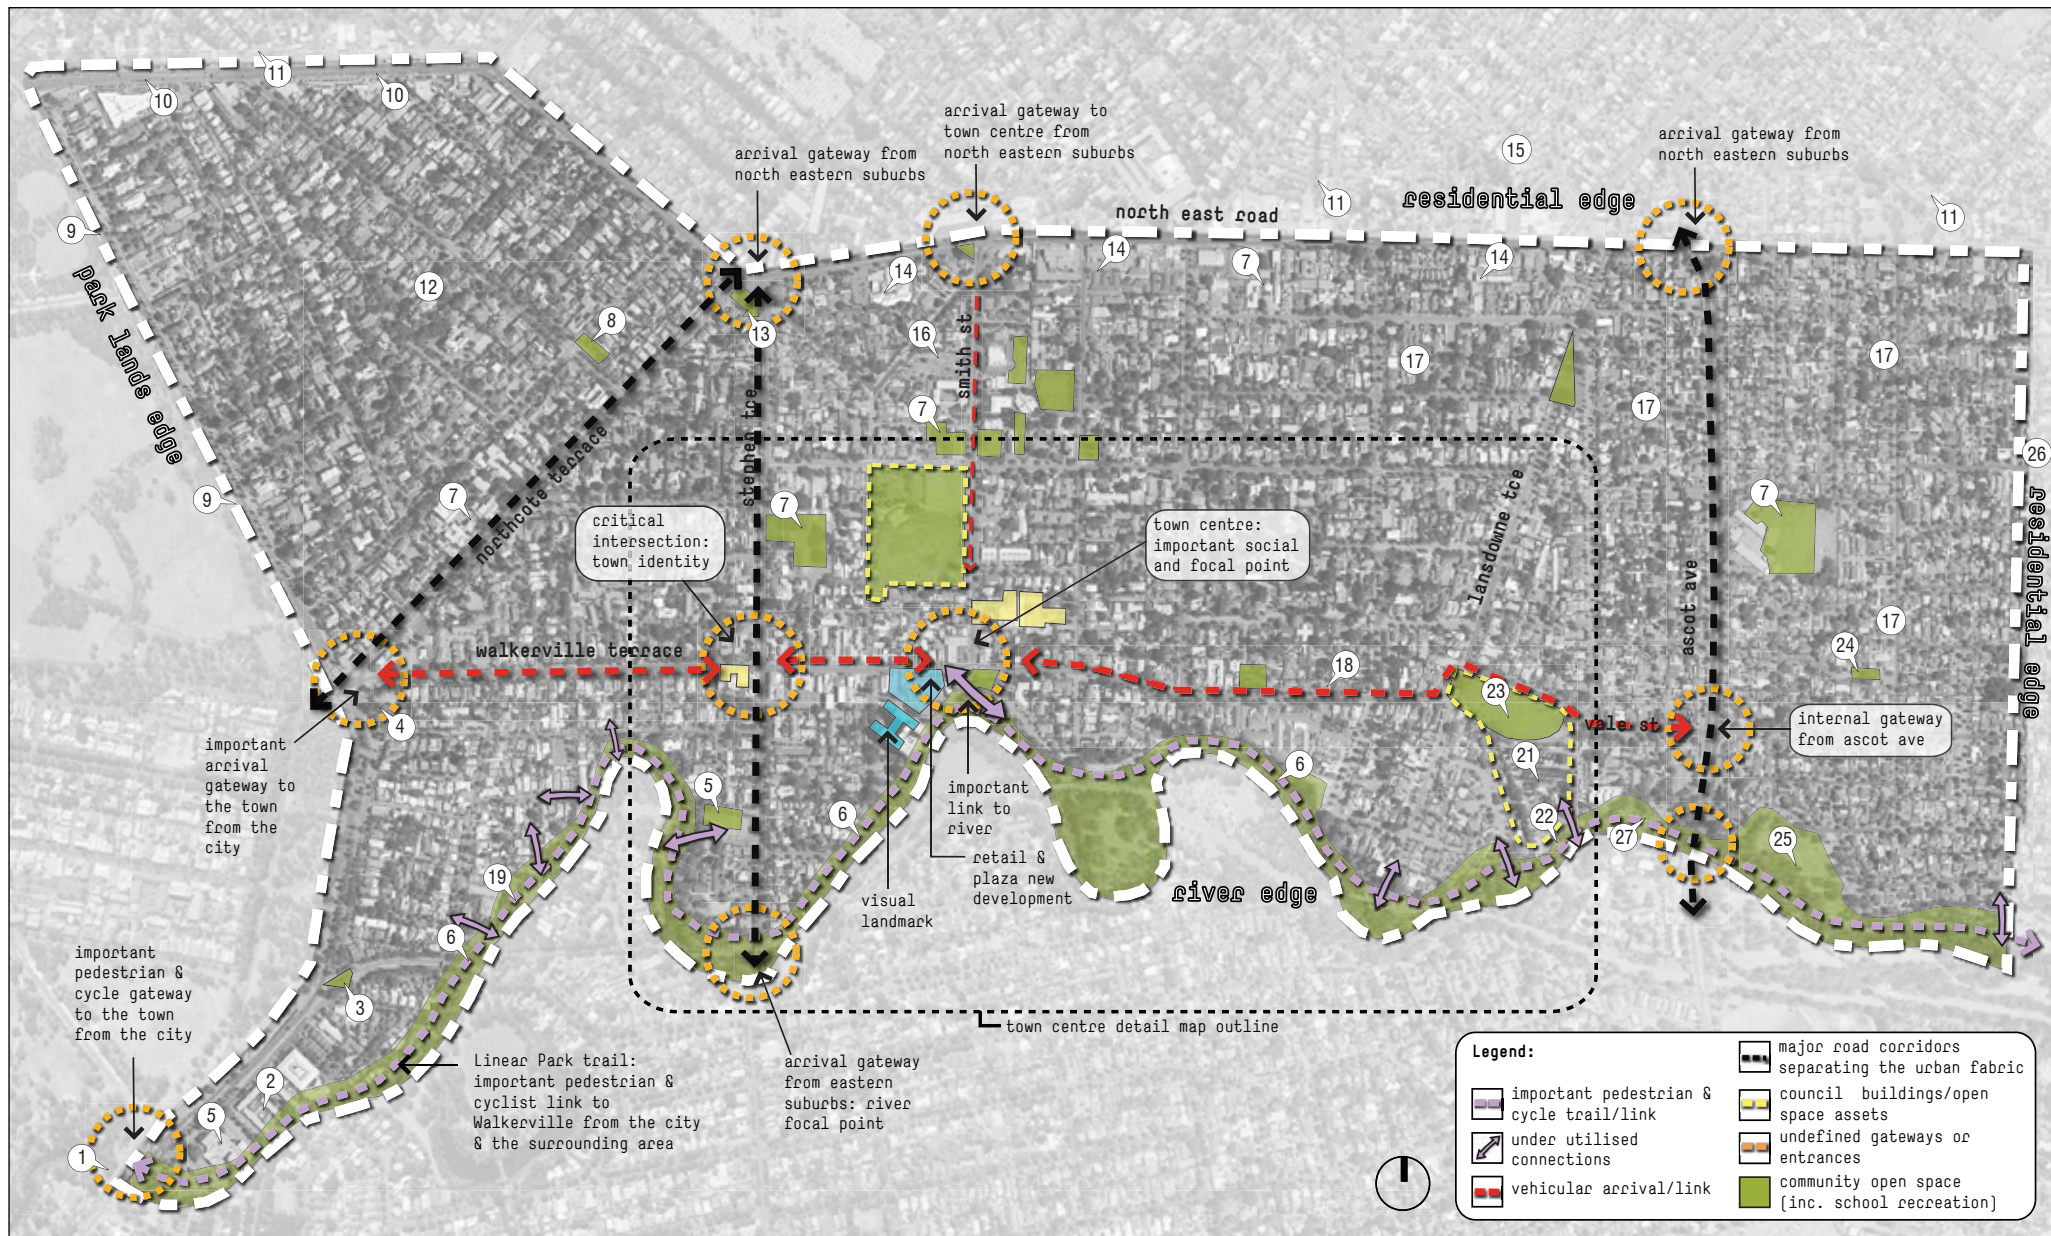 11
10
10
arrival gateway to
town centre from
north eastern suburbs
arrival gateway from
north eastern suburbs
arrival gateway from
north eastern suburbs
15
11
residential edge
11
north east road
9
park lands edge
12
14
14
7
14
8
13
16
smith st
17
17
17
7
stephen tce
northcote terrace
9
7
7
critical
intersection:
town identity
town centre:
important social
and focal point
lansdowne tce
ascot ave
7
26
residential edge
17
24
walkerville terrace
18
23
vale st
internal gateway
from ascot ave
4
important
arrival
gateway to
the town
from the
city
21
22
27
25
5
6
6
important
link to
river
retail &
plaza new
development
visual
landmark
river edge
19
6
important
pedestrian &
cycle gateway
to the town
from the city
3
2
5
1
Linear Park trail:
important pedestrian &
cyclist link to
Walkerville from the city
& the surrounding area
arrival gateway
from eastern
suburbs: river
focal point
town centre detail map outline
Legend:
important pedestrian &
cycle trail/link
under utilised
connections
vehicular arrival/link
major road corridors
separating the urban fabric
council buildings/open
space assets
undefined gateways or
entrances
community open space
(inc. school recreation)